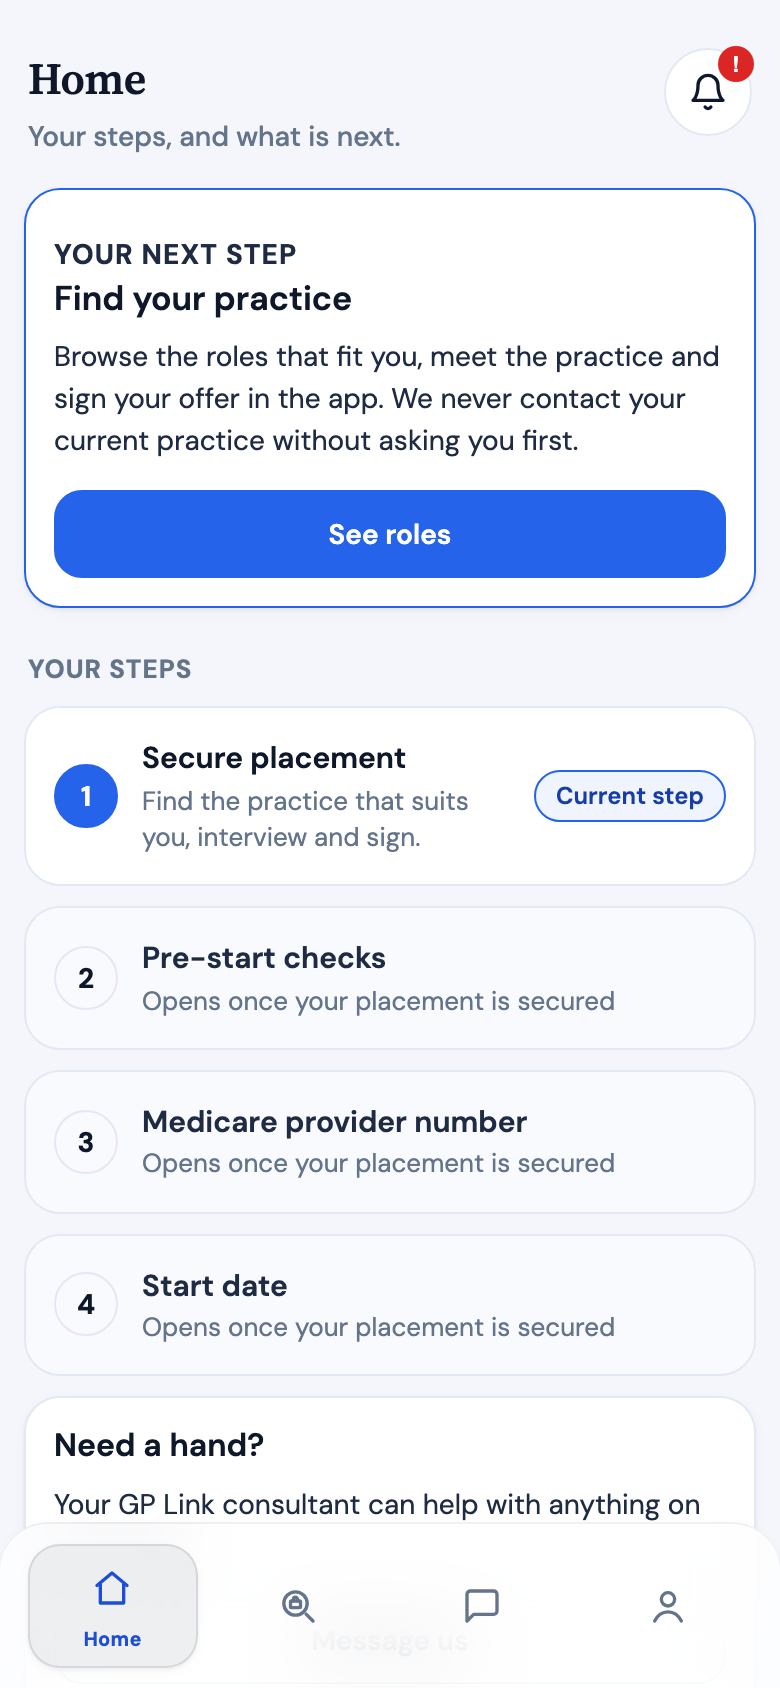 Home
!
Your steps, and what is next.
YOUR NEXT STEP
Find your practice
Browse the roles that fit you, meet the practice and
sign your offer in the app. We never contact your
current practice without asking you first.
See roles
YOUR STEPS
1
Secure placement
Find the practice that suits
you, interview and sign.
Current step
2
Pre-start checks
Opens once your placement is secured
3
Medicare provider number
Opens once your placement is secured
4
Start date
Opens once your placement is secured
Need a hand?
Your GP Link consultant can help with anything on
Message us
Home